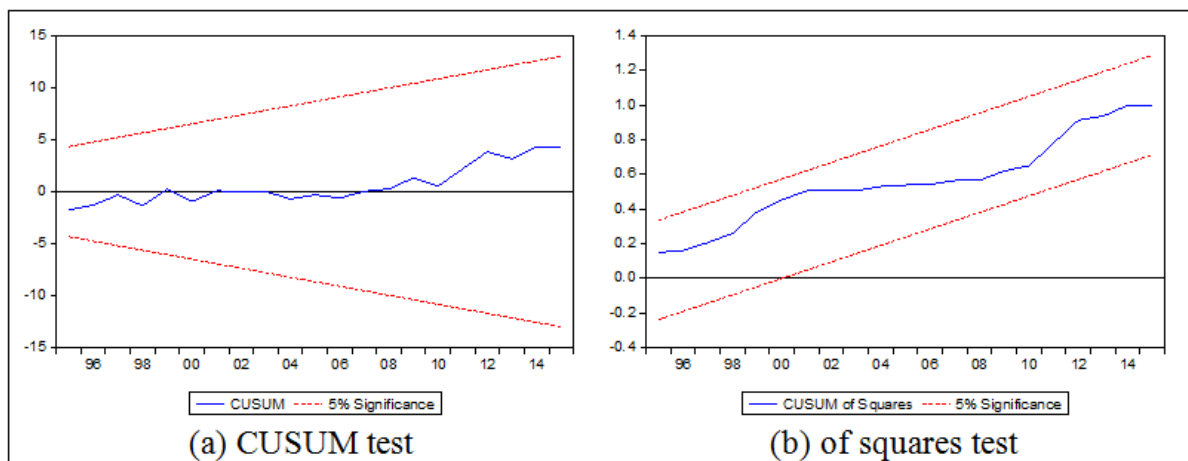 15
10
5
0
-5
-10
-15
96 98 00 02 04 06 08 10 12 14
CUSUM 5% Significance
(a) CUSUM test
1.4
1.2
1.0
0.8
0.6
0.4
0.2
0.0
-0.2
-0.4
96 98 00 02 04 06 08 10 12 14
CUSUM of Squares 5% Significance
(b) of squares test